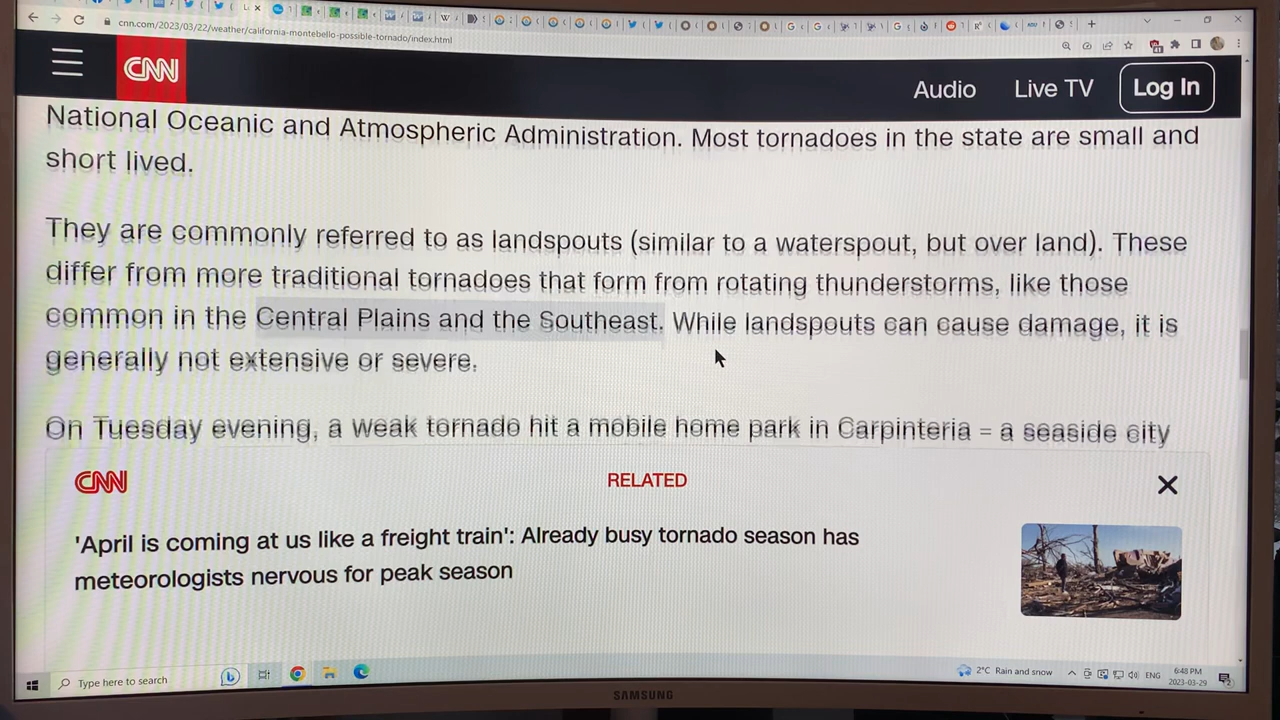 cnn.com/2023/03/22/weather/california-montebello-possible-tornado/index.html
CNN
Audio
Live TV
Log In
National Oceanic and Atmospheric Administration. Most tornadoes in the state are small and
short lived.
They are commonly referred to as landspouts (similar to a waterspout, but over land). These
differ from more traditional tornadoes that form from rotating thunderstorms, like those
common in the Central Plains and the Southeast. While landspouts can cause damage, it is
generally not extensive or severe.
On Tuesday evening, a weak tornado hit a mobile home park in Carpinteria = a seaside city
CNN
RELATED
'April is coming at us like a freight train': Already busy tornado season has
meteorologists nervous for peak season
Type here to search
2°C Rain and snow
ENG
6:48 PM
2023-03-29
SAMSUNG